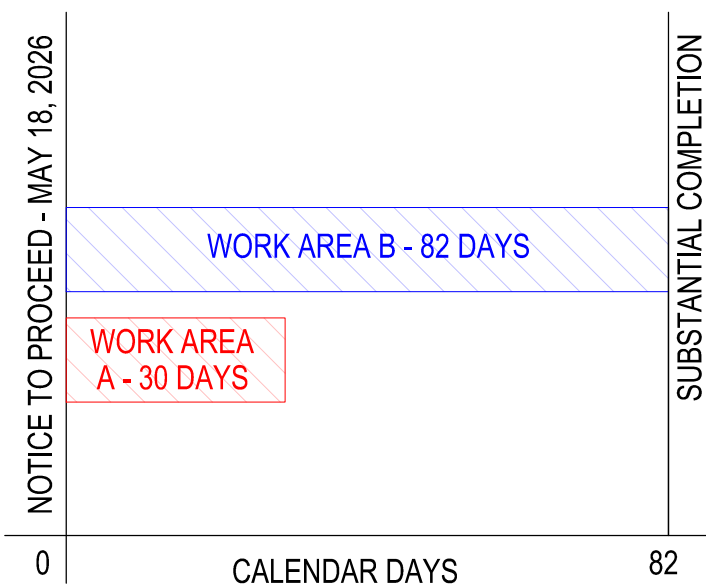 NOTICE TO PROCEED - MAY 18, 2026
WORK AREA B - 82 DAYS
WORK AREA
A - 30 DAYS
SUBSTANTIAL COMPLETION
0
CALENDAR DAYS
82